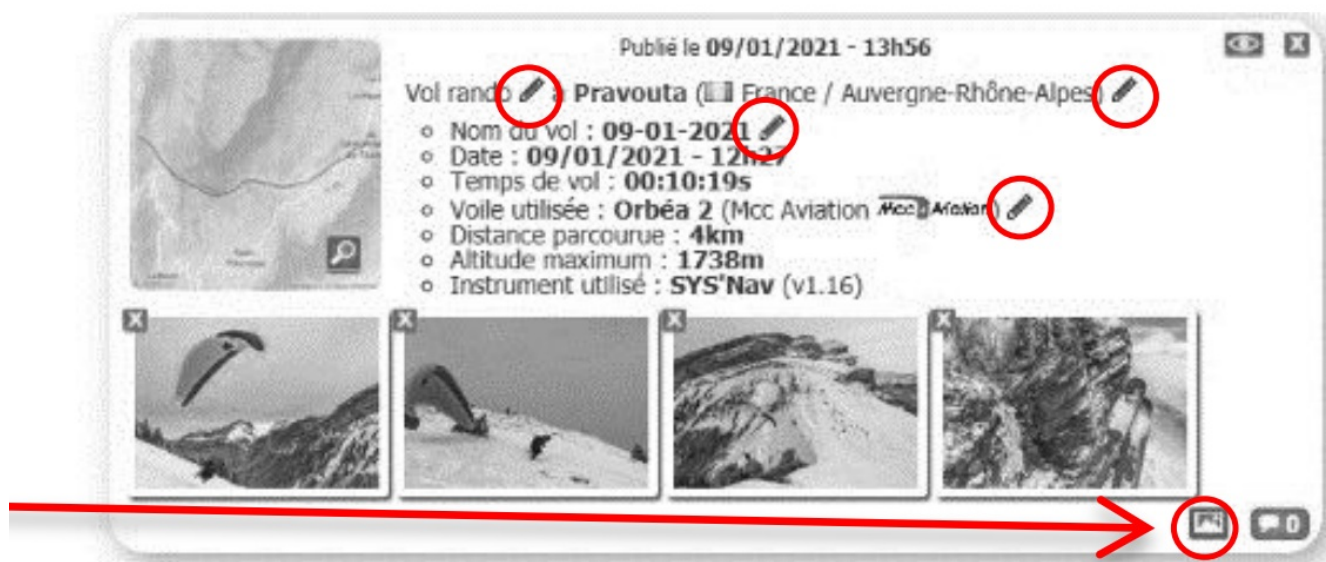 Publié le 09/01/2021 - 13h56
Vol rando à Pravouta (France / Auvergne-Rhône-Alpes)
Nom du vol : 09-01-2021
Date : 09/01/2021 - 12h27
Temps de vol : 00:10:19s
Voile utilisée : Orbéa 2 (Mcc Aviation Mcc Aviation)
Distance parcourue : 4km
Altitude maximum : 1738m
Instrument utilisé : SYS'Nav (v1.16)
0